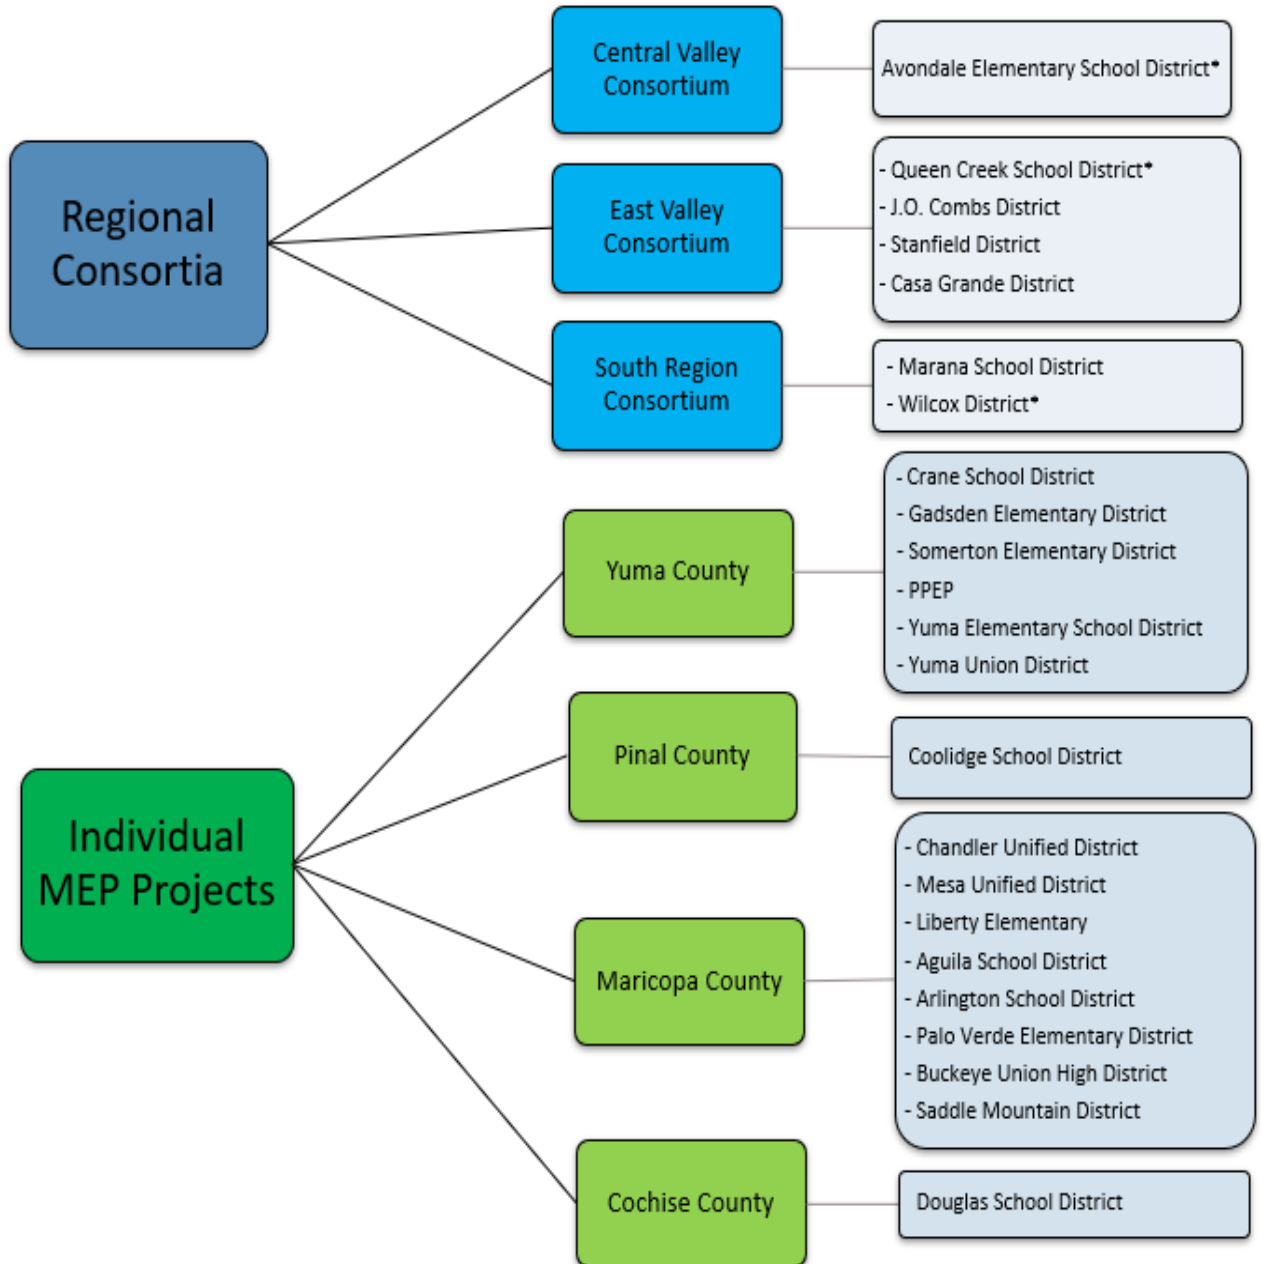 Regional
Consortia
Central Valley
Consortium
Avondale Elementary School District*
East Valley
Consortium
- Queen Creek School District*
- J.O. Combs District
- Stanfield District
- Casa Grande District
South Region
Consortium
- Marana School District
- Wilcox District*
Individual
MEP Projects
Yuma County
- Crane School District
- Gadsden Elementary District
- Somerton Elementary District
- PPEP
- Yuma Elementary School District
- Yuma Union District
Pinal County
Coolidge School District
Maricopa County
- Chandler Unified District
- Mesa Unified District
- Liberty Elementary
- Aguila School District
- Arlington School District
- Palo Verde Elementary District
- Buckeye Union High District
- Saddle Mountain District
Cochise County
Douglas School District